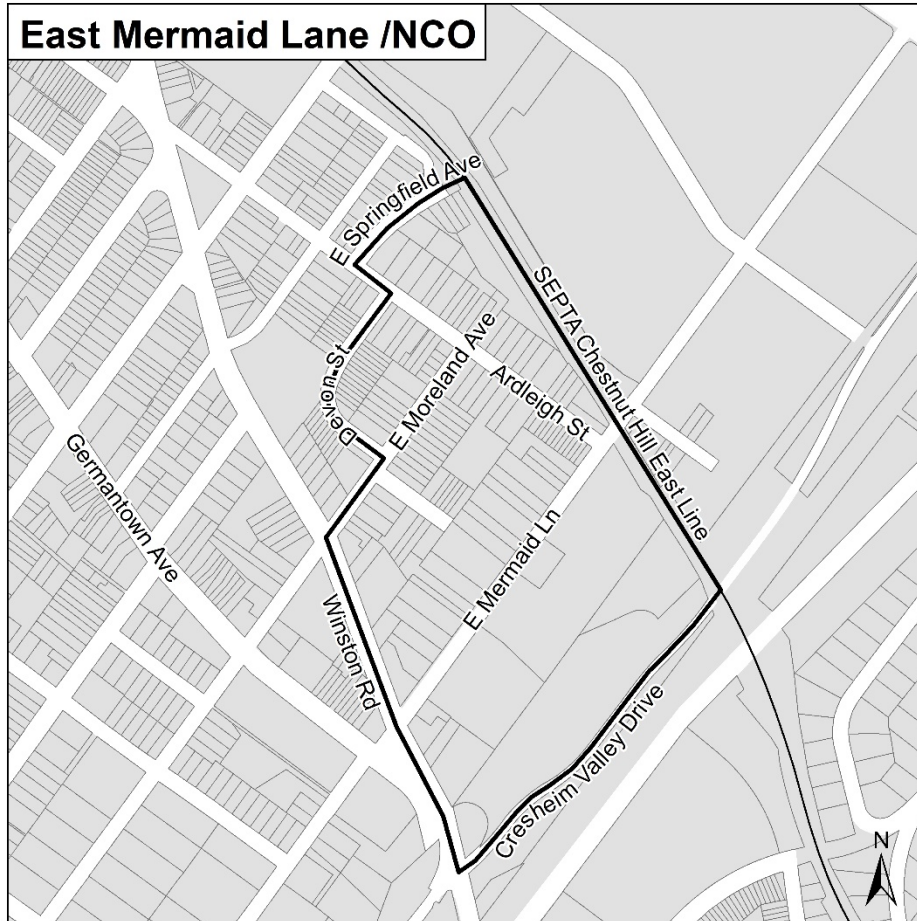 East Mermaid Lane /NCO
E Springfield Ave
SEPTA Chestnut Hill East Line
E Moreland Ave
Devon St
Ardleigh St
Germantown Ave
E Mermaid Ln
Winston Rd
Cresheim Valley Drive
N